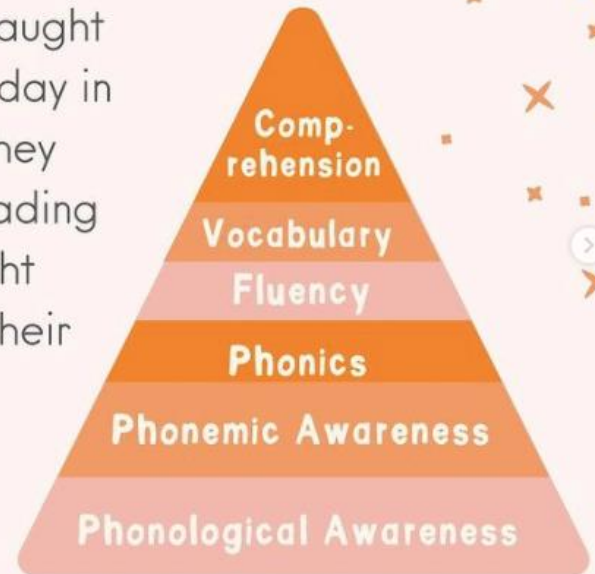 aught
day in
hey
ading
ht
heir
Comp-
rehension
Vocabulary
Fluency
Phonics
Phonemic Awareness
Phonological Awareness